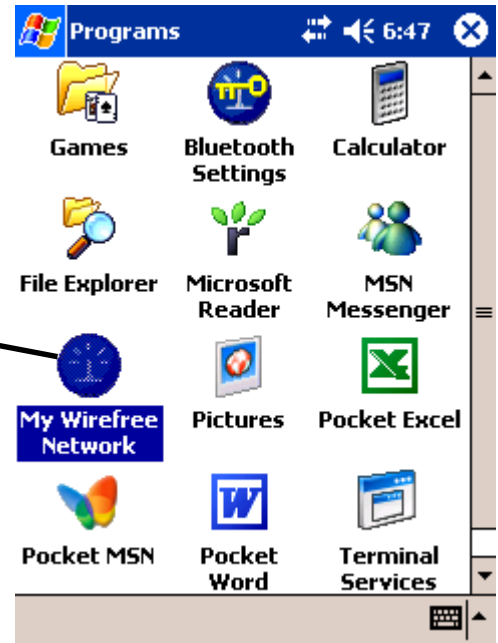 Programs 6:47
Games Bluetooth Settings Calculator
File Explorer Microsoft Reader MSN Messenger
My Wirefree Network Pictures Pocket Excel
Pocket MSN Pocket Word Terminal Services